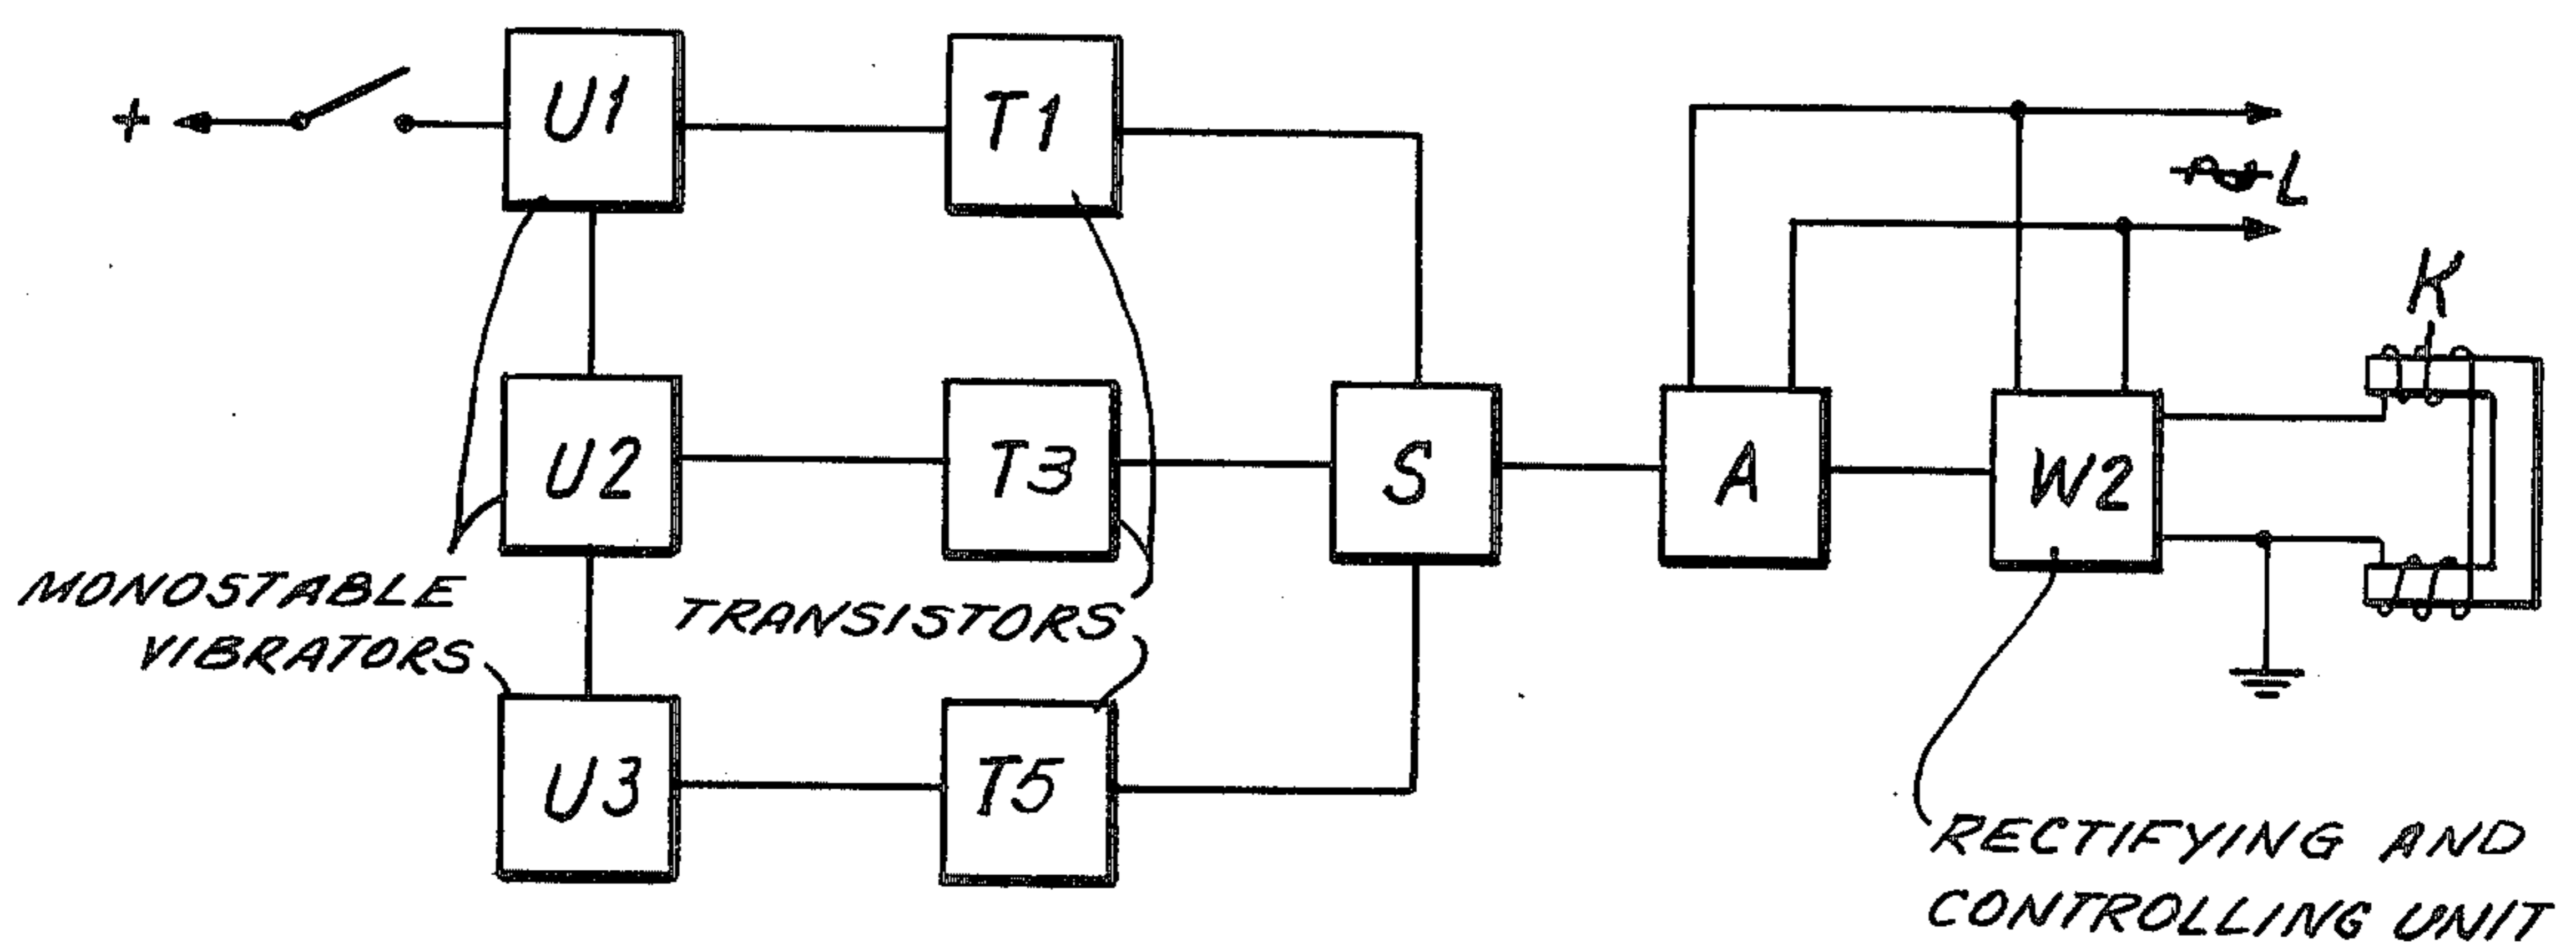 +
U1
T1
L
K
U2
T3
S
A
W2
MONOSTABLE
VIBRATORS
TRANSISTORS
U3
T5
RECTIFYING AND
CONTROLLING UNIT